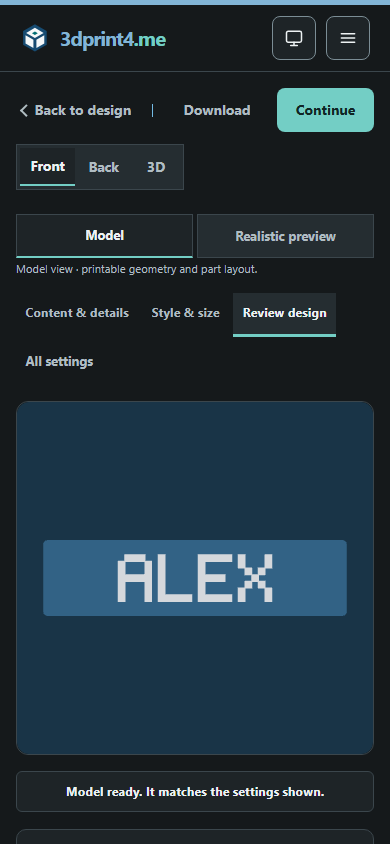 3dprint4.me
Back to design
Download
Continue
Front
Back
3D
Model
Realistic preview
Model view · printable geometry and part layout.
Content & details
Style & size
Review design
All settings
ALEX
Model ready. It matches the settings shown.